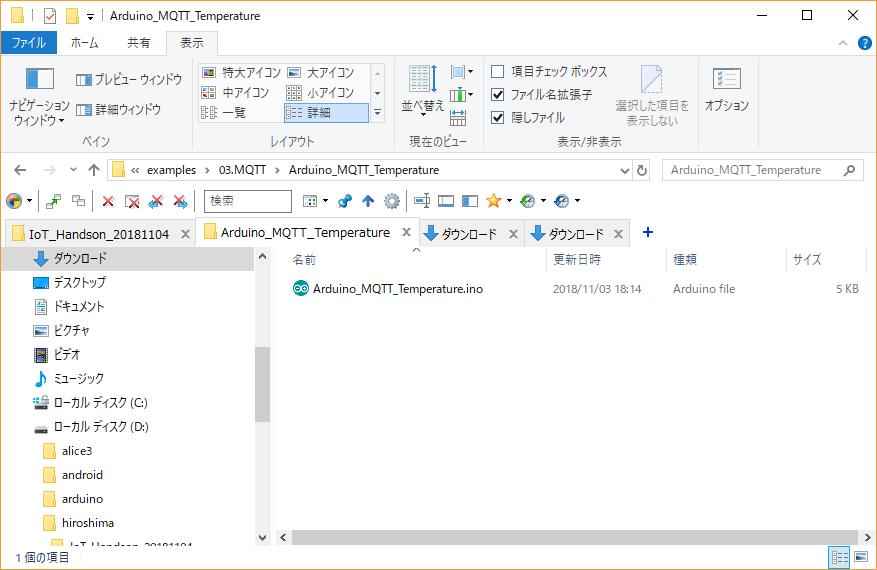 Arduino_MQTT_Temperature
ファイル ホーム 共有 表示
ナビゲーション ウィンドウ
プレビュー ウィンドウ
詳細ウィンドウ
ペイン
特大アイコン 大アイコン
中アイコン 小アイコン
一覧 詳細
レイアウト
並べ替え
現在のビュー
項目チェック ボックス
ファイル名拡張子
隠しファイル
選択した項目を
表示しない
表示/非表示
オプション
« examples › 03.MQTT › Arduino_MQTT_Temperature
Arduino_MQTT_Temperature
検索
IoT_Handson_20181104 Arduino_MQTT_Temperature ダウンロード ダウンロード
名前 更新日時 種類 サイズ
Arduino_MQTT_Temperature.ino 2018/11/03 18:14 Arduino file 5 KB
ダウンロード
デスクトップ
ドキュメント
ピクチャ
ビデオ
ミュージック
ローカル ディスク (C:)
ローカル ディスク (D:)
alice3
android
arduino
hiroshima
IoT_Handson_20181104
1 個の項目